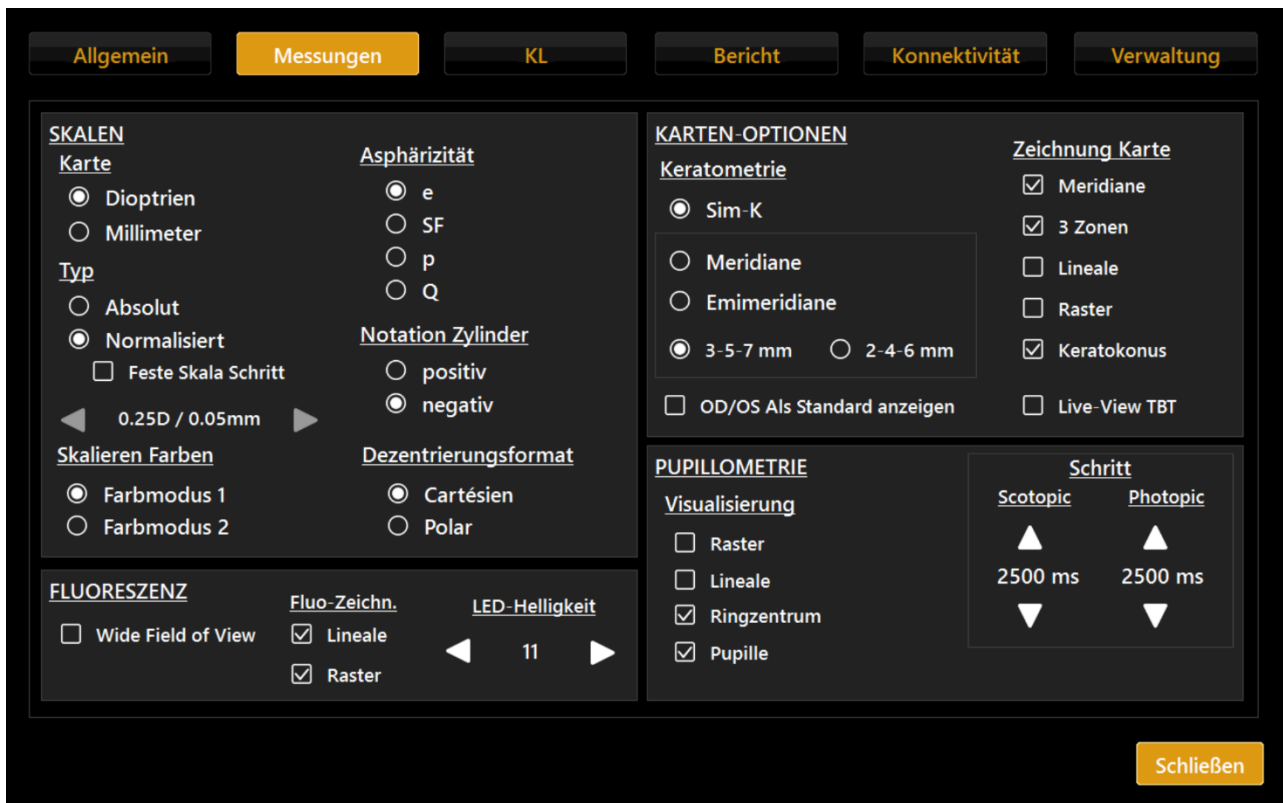 Allgemein
Messungen
KL
Bericht
Konnektivität
Verwaltung
SKALEN
Karte
Dioptrien
Millimeter
Typ
Absolut
Normalisiert
Feste Skala Schritt
0.25D / 0.05mm
Skalieren Farben
Farbmodus 1
Farbmodus 2
Asphärizität
e
SF
p
Q
Notation Zylinder
positiv
negativ
Dezentrierungsformat
Cartésien
Polar
FLUORESZENZ
Wide Field of View
Fluo-Zeichn.
Lineale
Raster
LED-Helligkeit
11
KARTEN-OPTIONEN
Keratometrie
Sim-K
Meridiane
Emimeridiane
3-5-7 mm
2-4-6 mm
OD/OS Als Standard anzeigen
Zeichnung Karte
Meridiane
3 Zonen
Lineale
Raster
Keratokonus
Live-View TBT
PUPILLOMETRIE
Visualisierung
Raster
Lineale
Ringzentrum
Pupille
Schritt
Scotopic
Photopic
2500 ms
2500 ms
Schließen